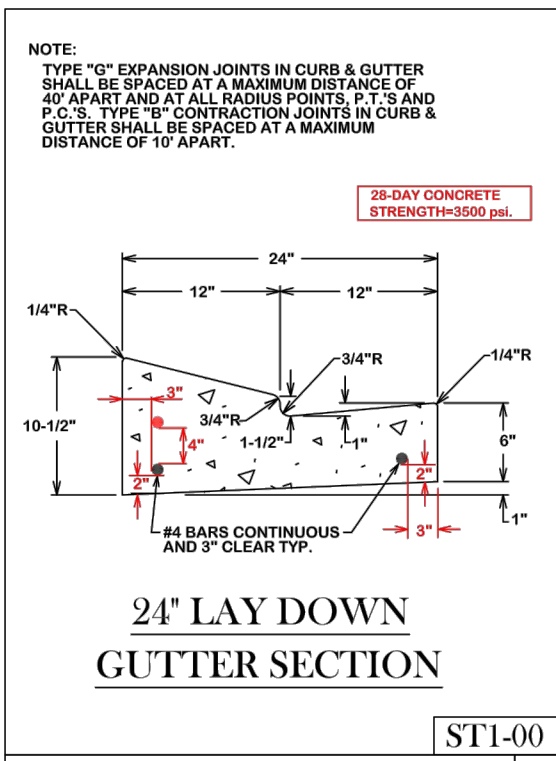 NOTE:
TYPE "G" EXPANSION JOINTS IN CURB & GUTTER
SHALL BE SPACED AT A MAXIMUM DISTANCE OF
40' APART AND AT ALL RADIUS POINTS, P.T.'S AND
P.C.'S. TYPE "B" CONTRACTION JOINTS IN CURB &
GUTTER SHALL BE SPACED AT A MAXIMUM
DISTANCE OF 10' APART.
28-DAY CONCRETE
STRENGTH=3500 psi.
24"
12"
12"
1/4"R
3/4"R
1/4"R
3"
3/4"R
10-1/2"
4"
1-1/2"
1"
6"
2"
2"
#4 BARS CONTINUOUS
AND 3" CLEAR TYP.
3"
1"
24" LAY DOWN
GUTTER SECTION
ST1-00